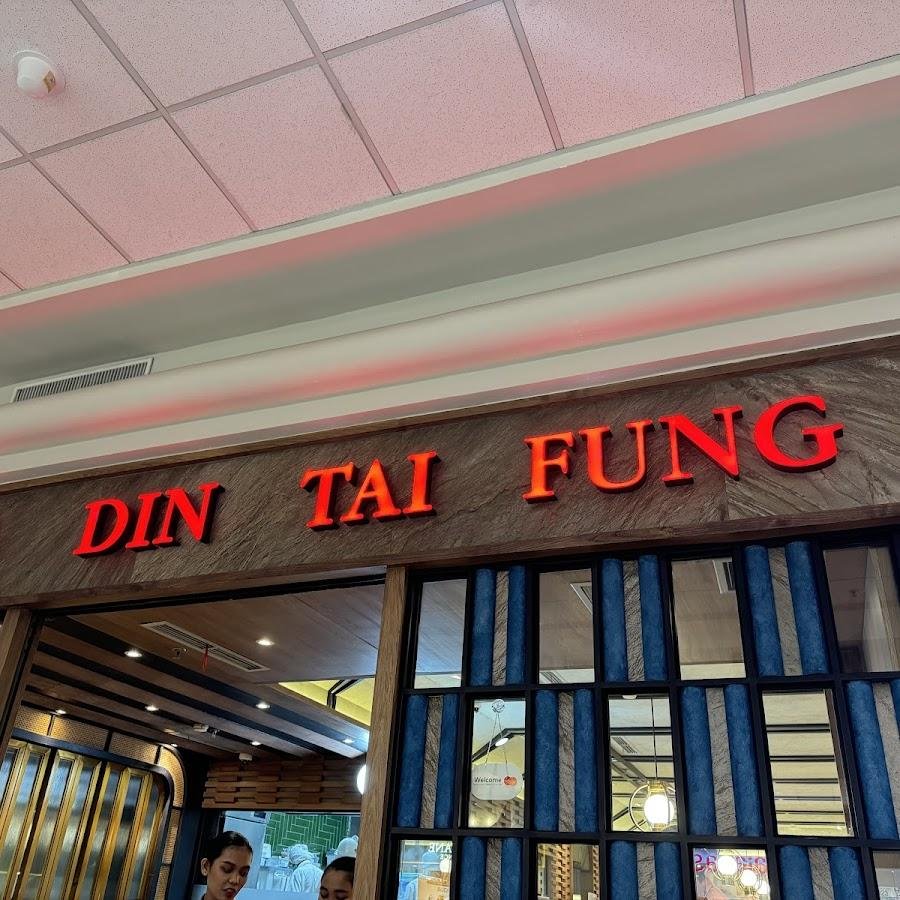 DIN TAI FUNG
Welcome